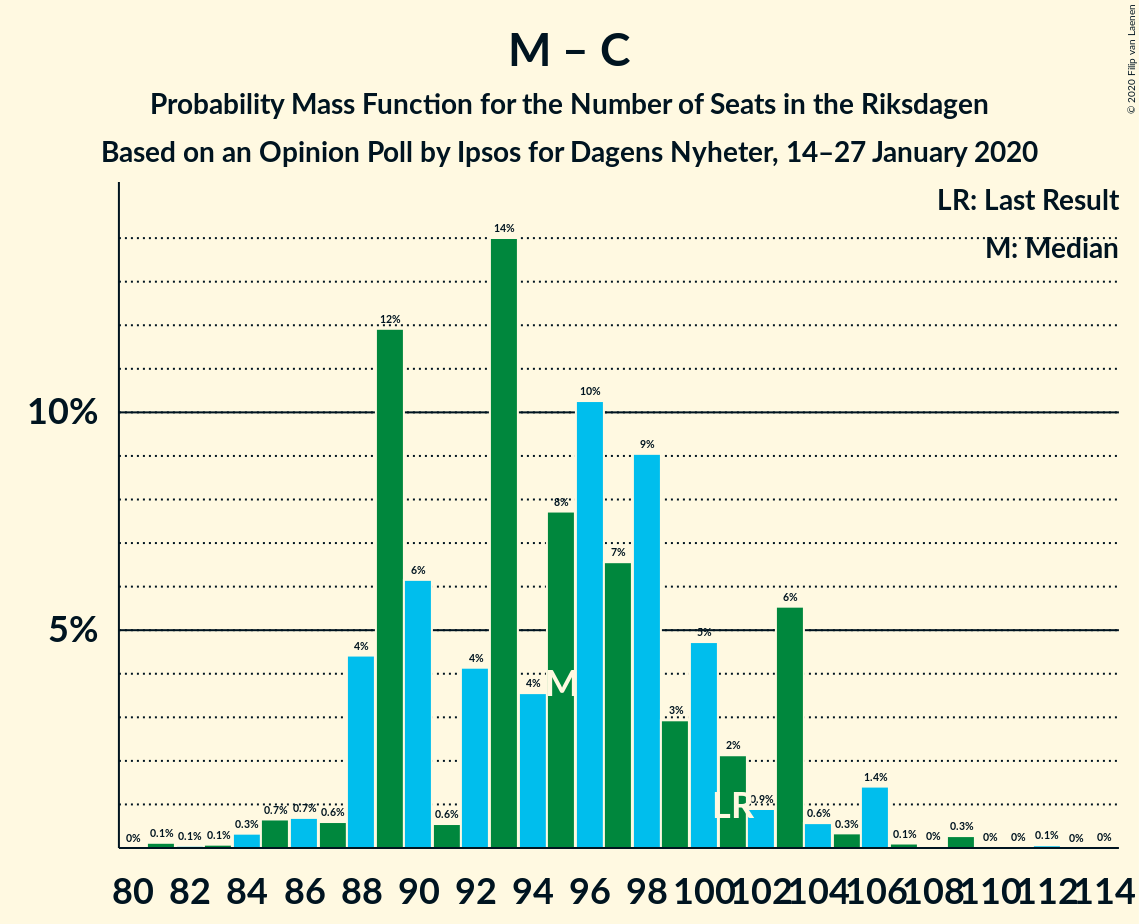 M – C
Probability Mass Function for the Number of Seats in the Riksdagen
Based on an Opinion Poll by Ipsos for Dagens Nyheter, 14–27 January 2020
© 2020 Filip van Laenen
LR: Last Result
M: Median
10%
5%
0% 0.1% 0.1% 0.1% 0.3% 0.7% 0.7% 0.6% 4% 12% 6% 0.6% 4% 14% 4% 8% 10% 7% 9% 3% 5% 2% 0.9% 6% 0.6% 0.3% 1.4% 0.1% 0% 0.3% 0% 0% 0.1% 0% 0%
M
LR
80 82 84 86 88 90 92 94 96 98 100 102 104 106 108 110 112 114